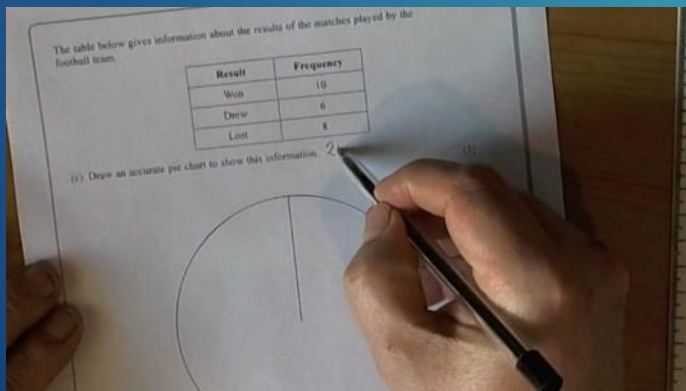 The table below gives information about the results of the matches played by the
football team.
Result Frequency
Won 10
Drew 6
Lost 8
(c) Draw an accurate pie chart to show this information. 2